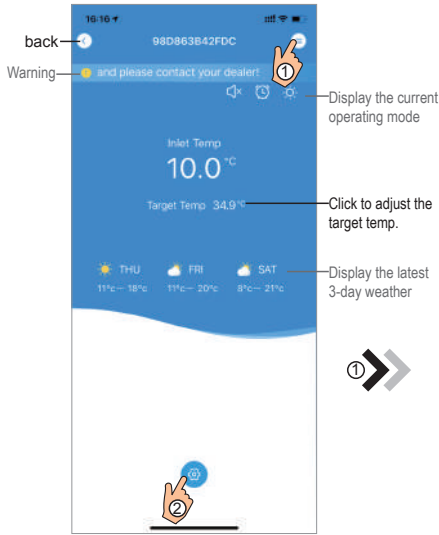 16:16
back
98D863B42FDC
Warning
! and please contact your dealer!
①
Display the current
operating mode
Inlet Temp
10.0 °C
Target Temp 34.9 °C
Click to adjust the
target temp.
THU FRI SAT
11°c~ 18°c 11°c~ 20°c 8°c~ 21°c
Display the latest
3-day weather
①
②